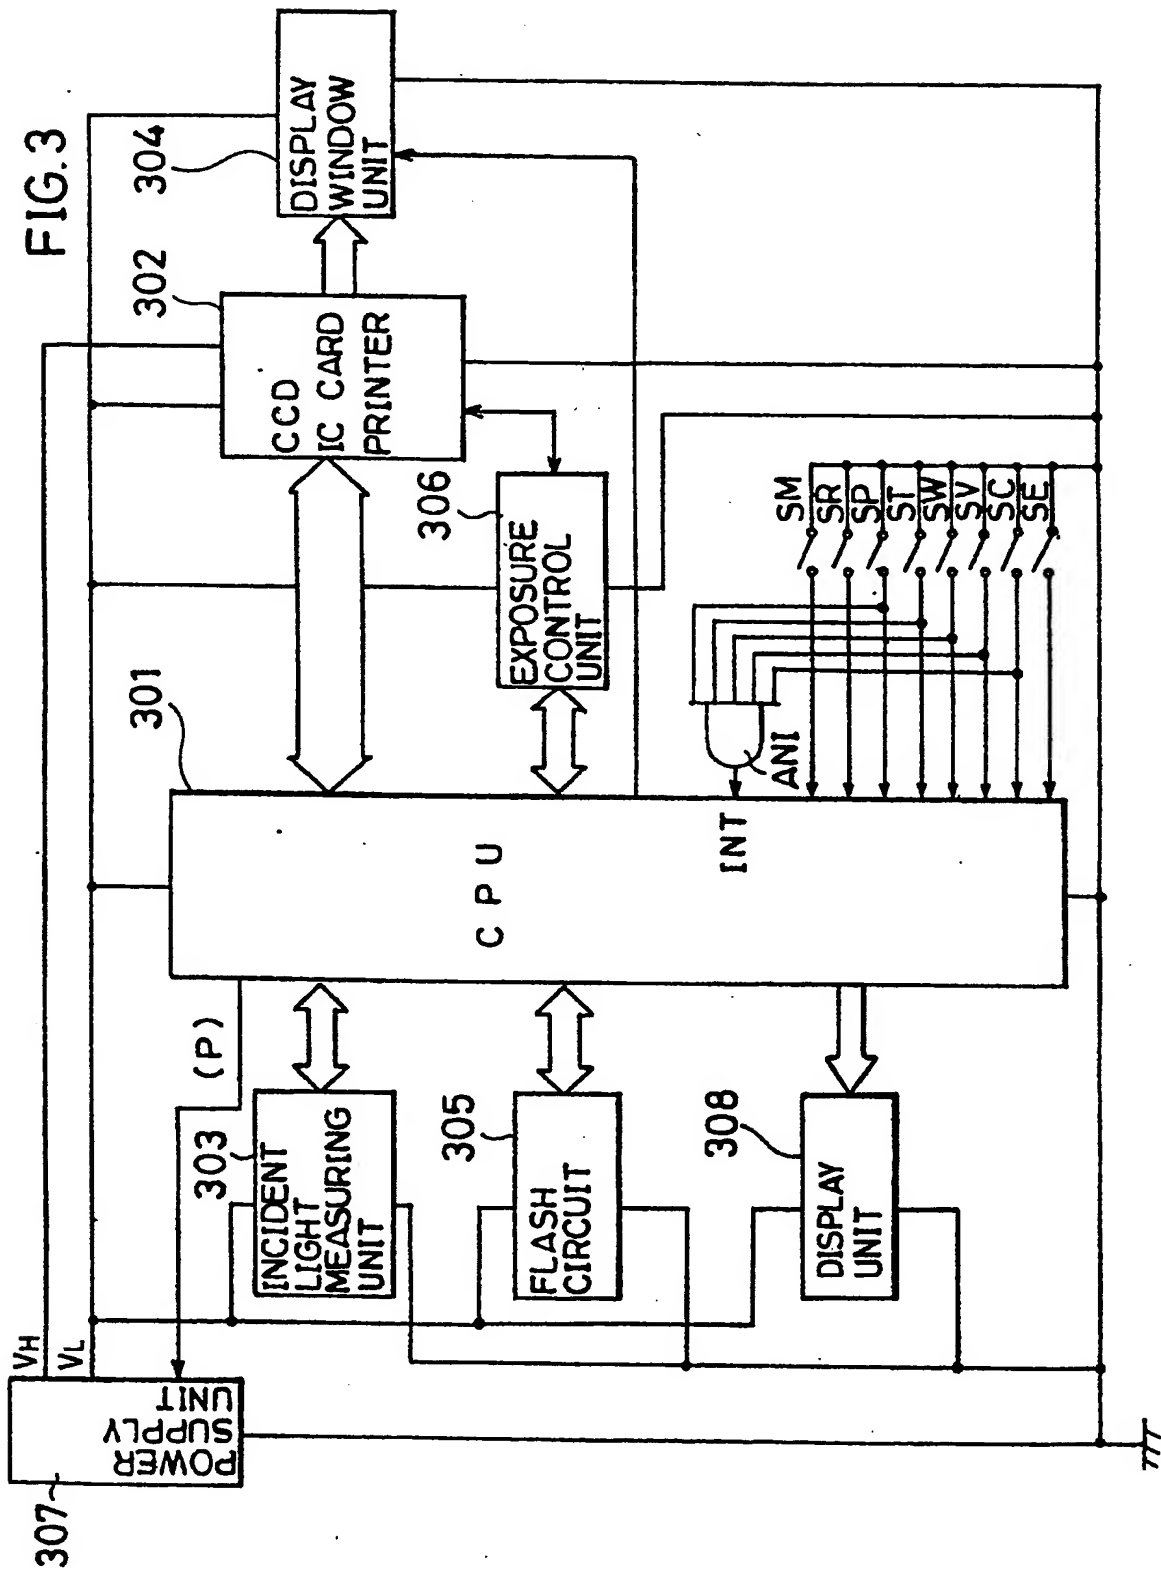 FIG.3
307
POWER
SUPPLY
UNIT
VH
VL
(P)
301
CPU
INT
302
CCD
IC CARD
PRINTER
304
DISPLAY
WINDOW
UNIT
303
INCIDENT
LIGHT
MEASURING
UNIT
305
FLASH
CIRCUIT
308
DISPLAY
UNIT
306
EXPOSURE
CONTROL
UNIT
ANI
SM
SR
SP
ST
SW
SV
SC
SE